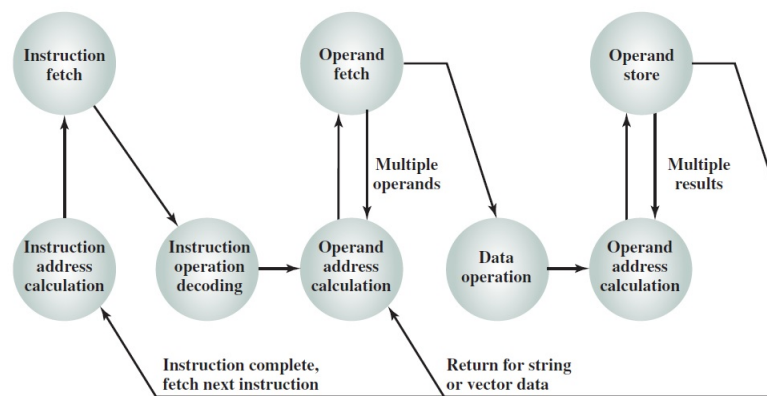 Instruction
fetch
Operand
fetch
Operand
store
Multiple
operands
Multiple
results
Instruction
address
calculation
Instruction
operation
decoding
Operand
address
calculation
Data
operation
Operand
address
calculation
Instruction complete,
fetch next instruction
Return for string
or vector data